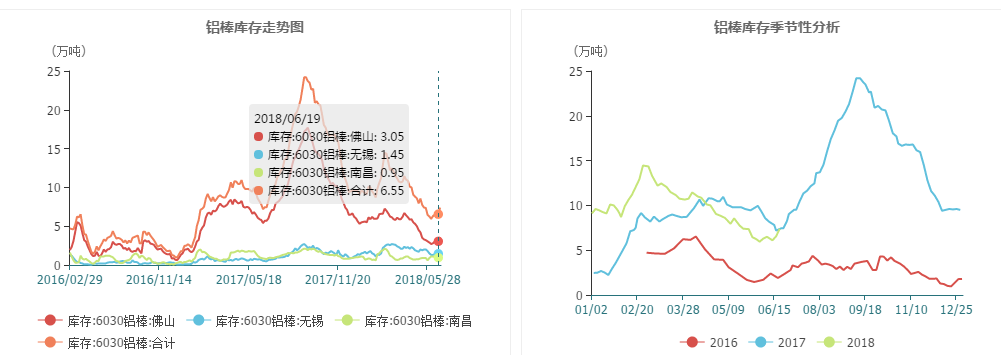 铝棒库存走势图
(万吨)
25
20
15
10
5
0
2018/06/19
库存:6030铝棒:佛山: 3.05
库存:6030铝棒:无锡: 1.45
库存:6030铝棒:南昌: 0.95
库存:6030铝棒:合计: 6.55
2016/02/29 2016/11/14 2017/05/18 2017/11/20 2018/05/28
库存:6030铝棒:佛山 库存:6030铝棒:无锡 库存:6030铝棒:南昌
库存:6030铝棒:合计
铝棒库存季节性分析
(万吨)
25
20
15
10
5
0
01/02 02/20 03/28 05/09 06/15 08/03 09/18 11/10 12/25
2016 2017 2018